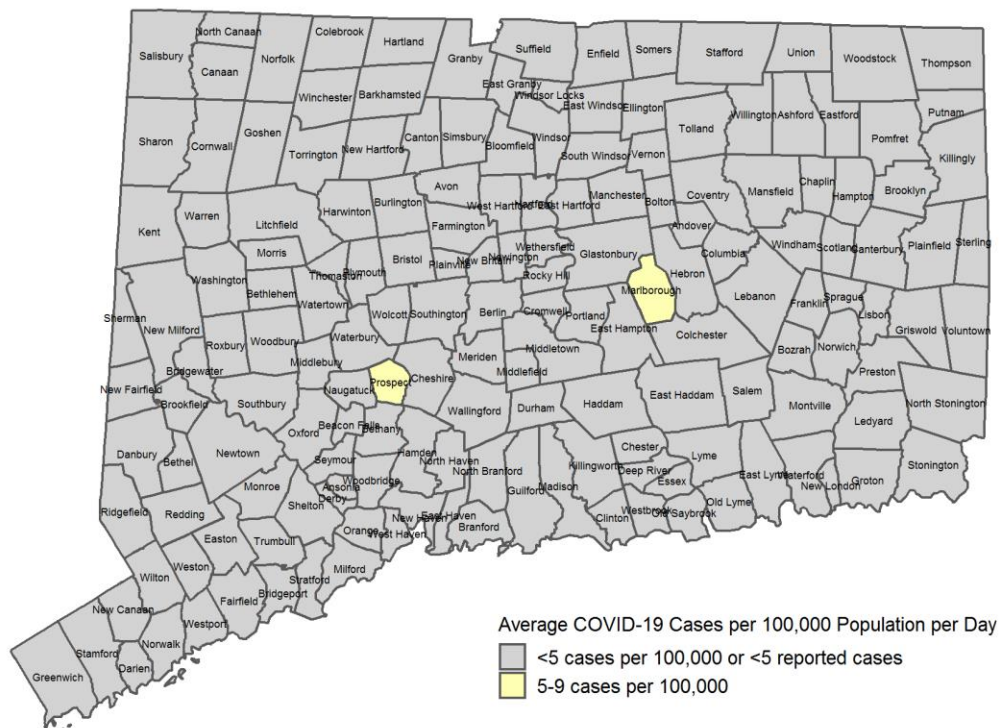 North Canaan
Colebrook
Hartland
Suffield
Enfield
Somers
Stafford
Union
Woodstock
Thompson
Salisbury
Canaan
Norfolk
Granby
East Granby
Windsor Locks
Winchester
Barkhamsted
East Windsor
Ellington
Willington
Ashford
Eastford
Putnam
Pomfret
Sharon
Cornwall
Goshen
Torrington
New Hartford
Canton
Simsbury
Bloomfield
Windsor
South Windsor
Vernon
Tolland
Killingly
Avon
West Hartford
Hartford
East Hartford
Manchester
Bolton
Coventry
Mansfield
Chaplin
Hampton
Brooklyn
Kent
Warren
Litchfield
Harwinton
Burlington
Farmington
Andover
Morris
Thomaston
Plymouth
Bristol
Plainville
New Britain
Newington
Wethersfield
Rocky Hill
Glastonbury
Hebron
Columbia
Windham
Scotland
Canterbury
Plainfield
Sterling
Washington
Bethlehem
Watertown
Marlborough
Lebanon
Franklin
Sprague
Lisbon
Griswold
Voluntown
Sherman
New Milford
Roxbury
Woodbury
Waterbury
Wolcott
Southington
Berlin
Cromwell
Portland
East Hampton
Colchester
Bozrah
Norwich
Preston
Bridgewater
Middlebury
Naugatuck
Prospect
Cheshire
Meriden
Middletown
Middlefield
New Fairfield
Brookfield
Southbury
Oxford
Beacon Falls
Bethany
Wallingford
Durham
Haddam
East Haddam
Salem
Montville
Ledyard
North Stonington
Danbury
Bethel
Newtown
Seymour
Woodbridge
Hamden
North Haven
North Branford
Guilford
Madison
Killingworth
Chester
Deep River
Essex
Lyme
East Lyme
Waterford
New London
Groton
Stonington
Ridgefield
Redding
Monroe
Shelton
Ansonia
Derby
Orange
New Haven
West Haven
East Haven
Branford
Clinton
Westbrook
Old Saybrook
Old Lyme
Wilton
Weston
Easton
Trumbull
Stratford
Milford
New Canaan
Westport
Fairfield
Bridgeport
Greenwich
Stamford
Darien
Norwalk
Average COVID-19 Cases per 100,000 Population per Day
<5 cases per 100,000 or <5 reported cases
5-9 cases per 100,000